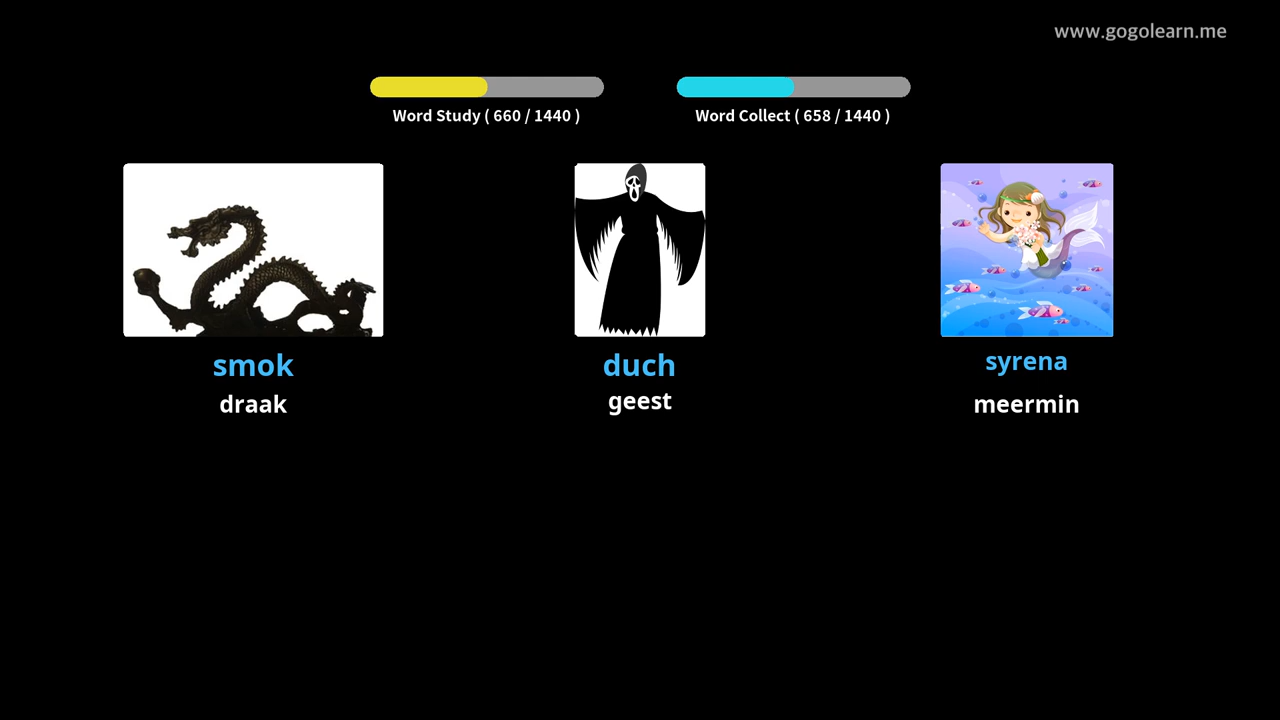 www.gogolearn.me
Word Study ( 660 / 1440 )
Word Collect ( 658 / 1440 )
smok
draak
duch
geest
syrena
meermin